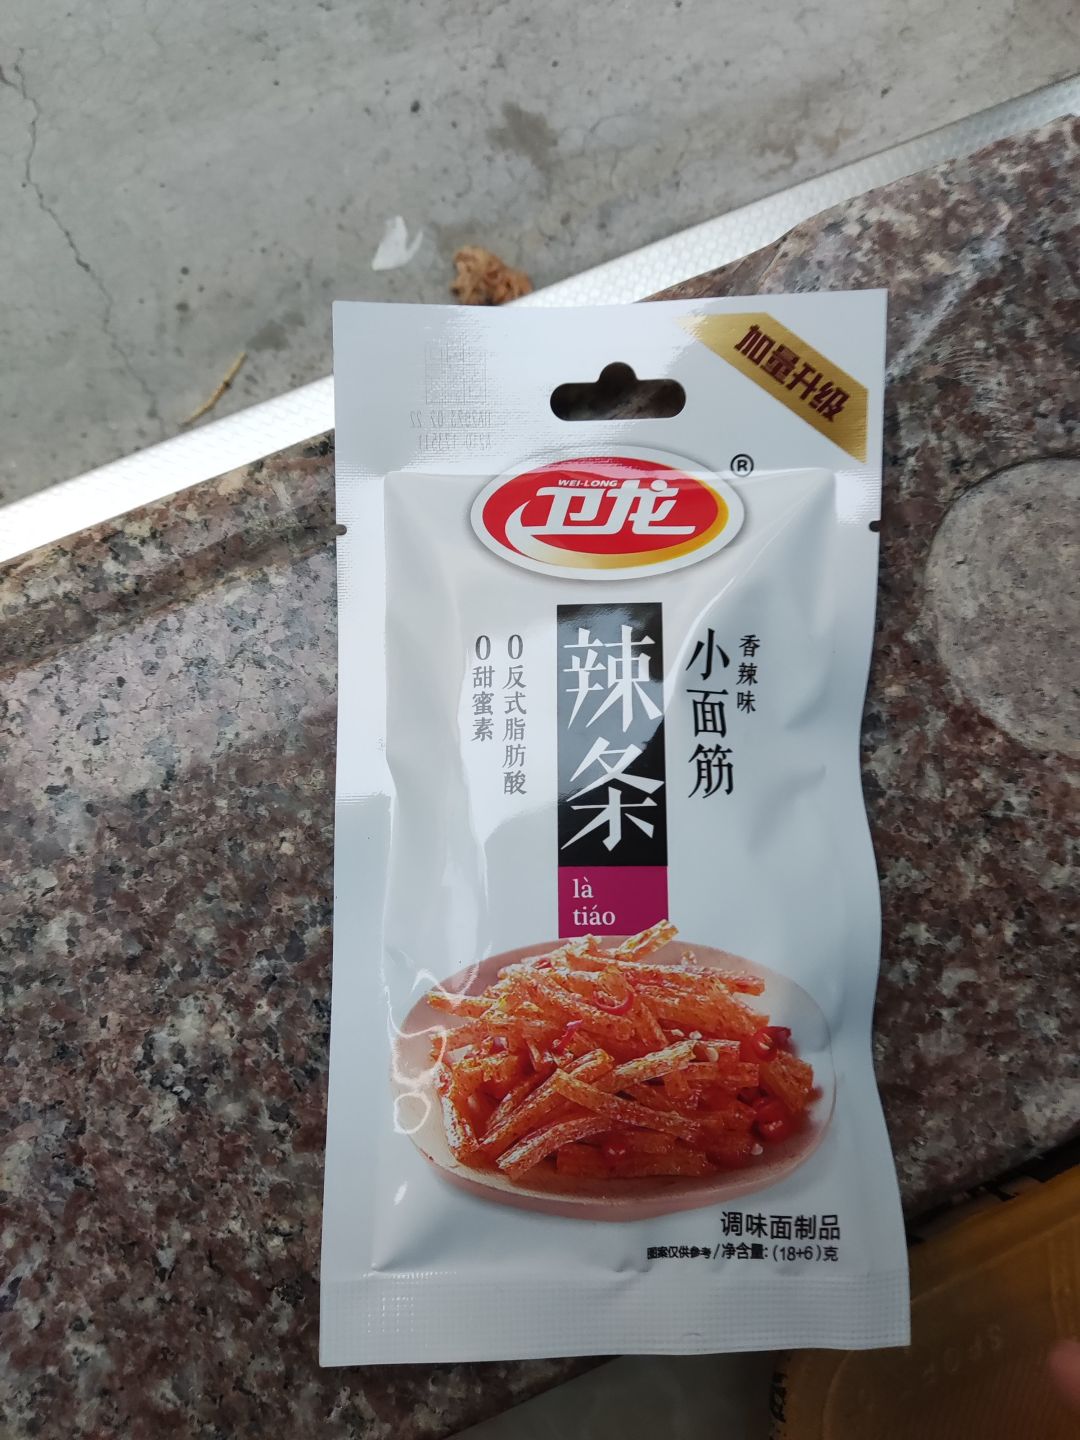 加量升级
WEI-LONG
卫龙
®
香辣味
小面筋
辣条
là
tiáo
0反式脂肪酸
0甜蜜素
调味面制品
图案仅供参考/净含量:(18+6)克